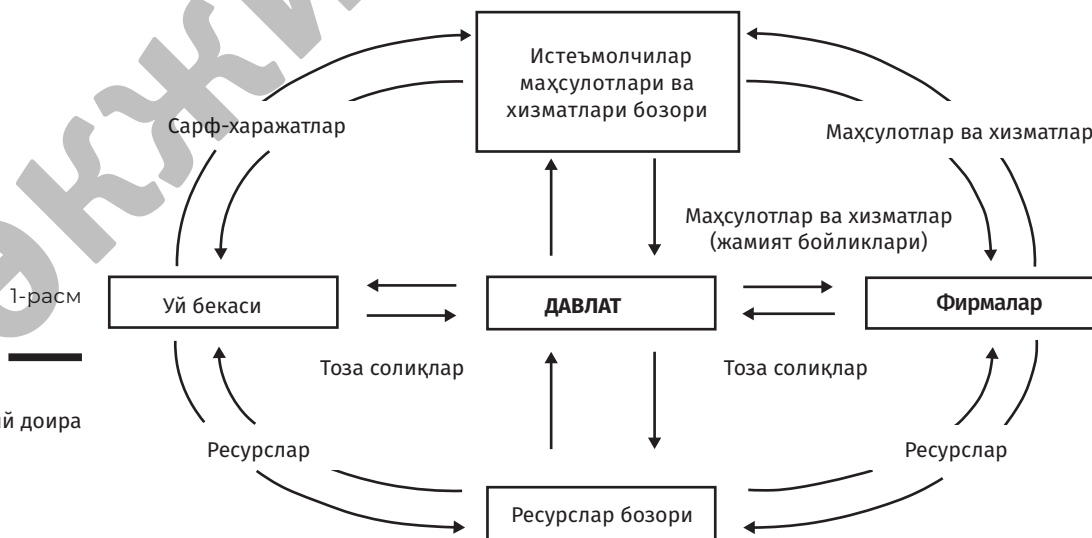 Истеъмолчилар
маҳсулотлари ва
хизматлари бозори
Сарф-харажатлар
Маҳсулотлар ва хизматлар
Маҳсулотлар ва хизматлар
(жамият бойликлари)
1-расм
Уй бекаси
ДАВЛАТ
Фирмалар
Тоза солиқлар
Тоза солиқлар
доира
Ресурслар
Ресурслар
Ресурслар бозори